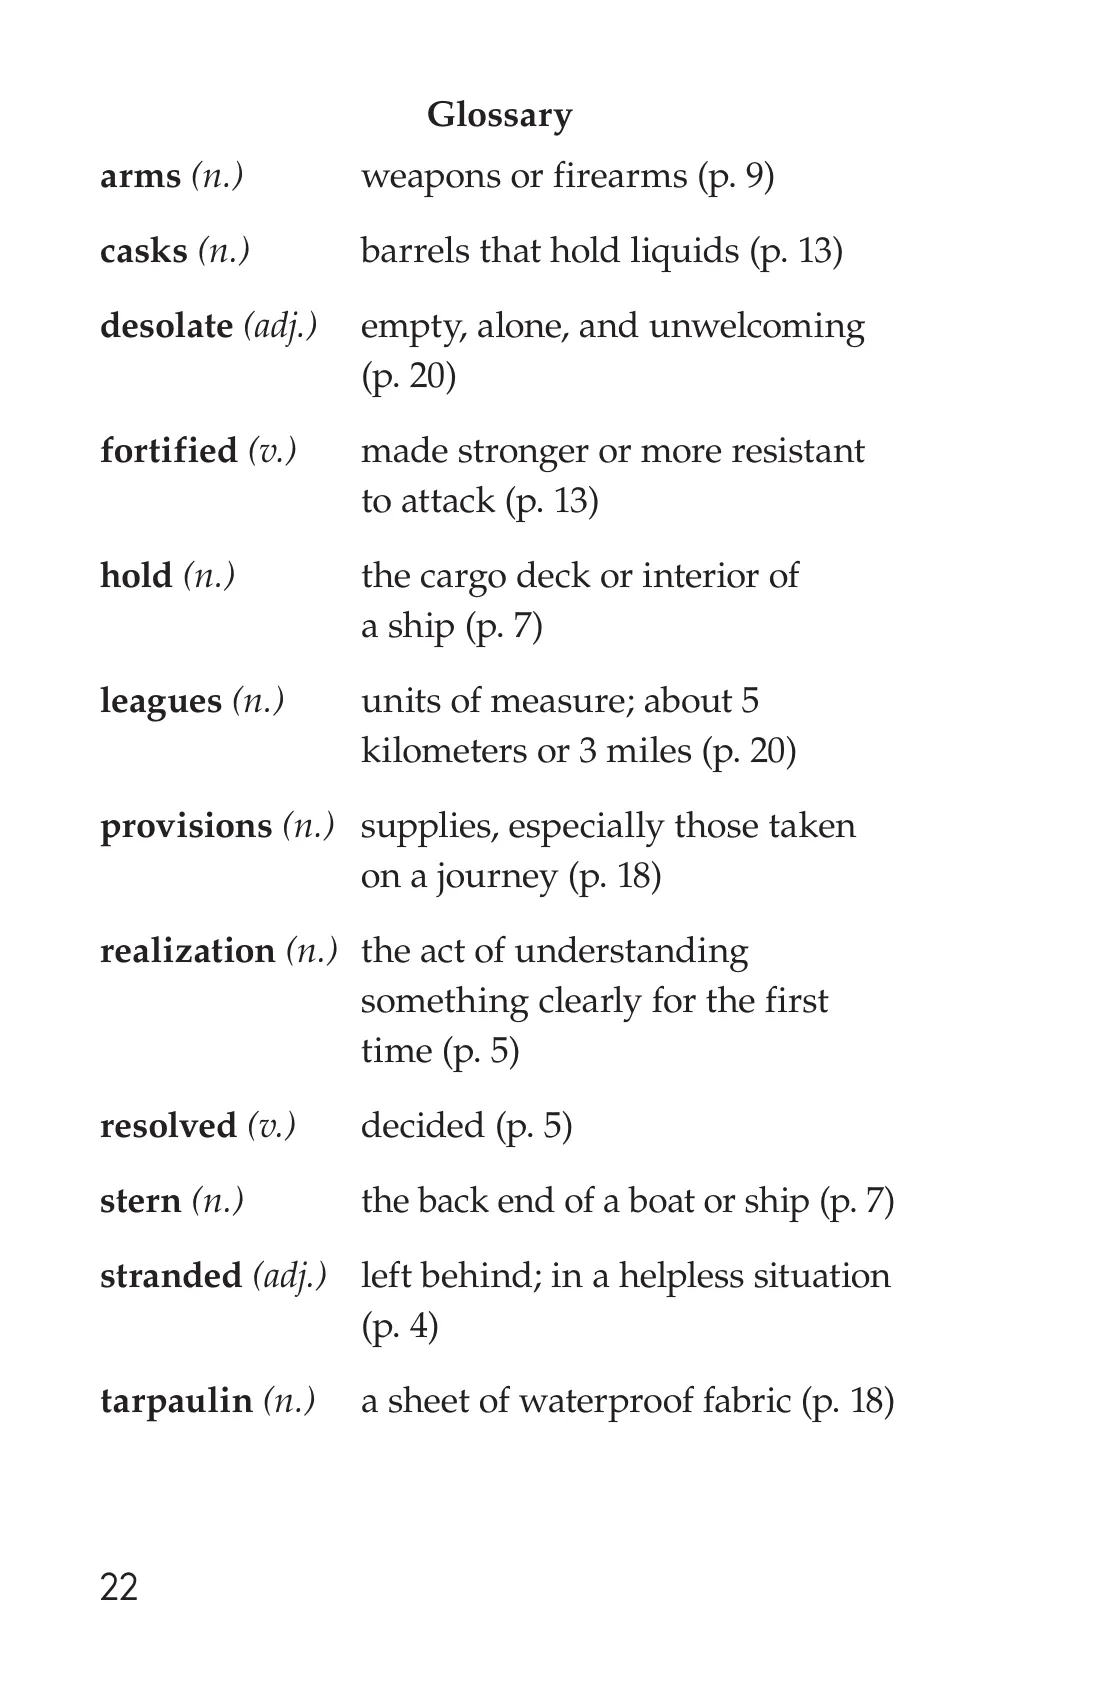 Glossary
arms (n.) weapons or firearms (p. 9)
casks (n.) barrels that hold liquids (p. 13)
desolate (adj.) empty, alone, and unwelcoming
(p. 20)
fortified (v.) made stronger or more resistant
to attack (p. 13)
hold (n.) the cargo deck or interior of
a ship (p. 7)
leagues (n.) units of measure; about 5
kilometers or 3 miles (p. 20)
provisions (n.) supplies, especially those taken
on a journey (p. 18)
realization (n.) the act of understanding
something clearly for the first
time (p. 5)
resolved (v.) decided (p. 5)
stern (n.) the back end of a boat or ship (p. 7)
stranded (adj.) left behind; in a helpless situation
(p. 4)
tarpaulin (n.) a sheet of waterproof fabric (p. 18)
22